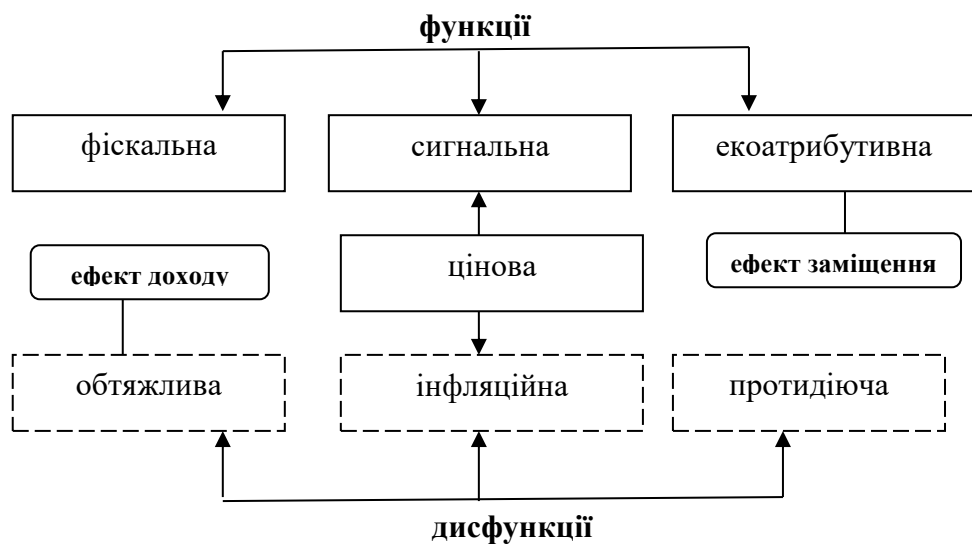 функції
фіскальна
сигнальна
екоатрибутивна
ефект доходу
цінова
ефект заміщення
обтяжлива
інфляційна
протидіюча
дисфункції